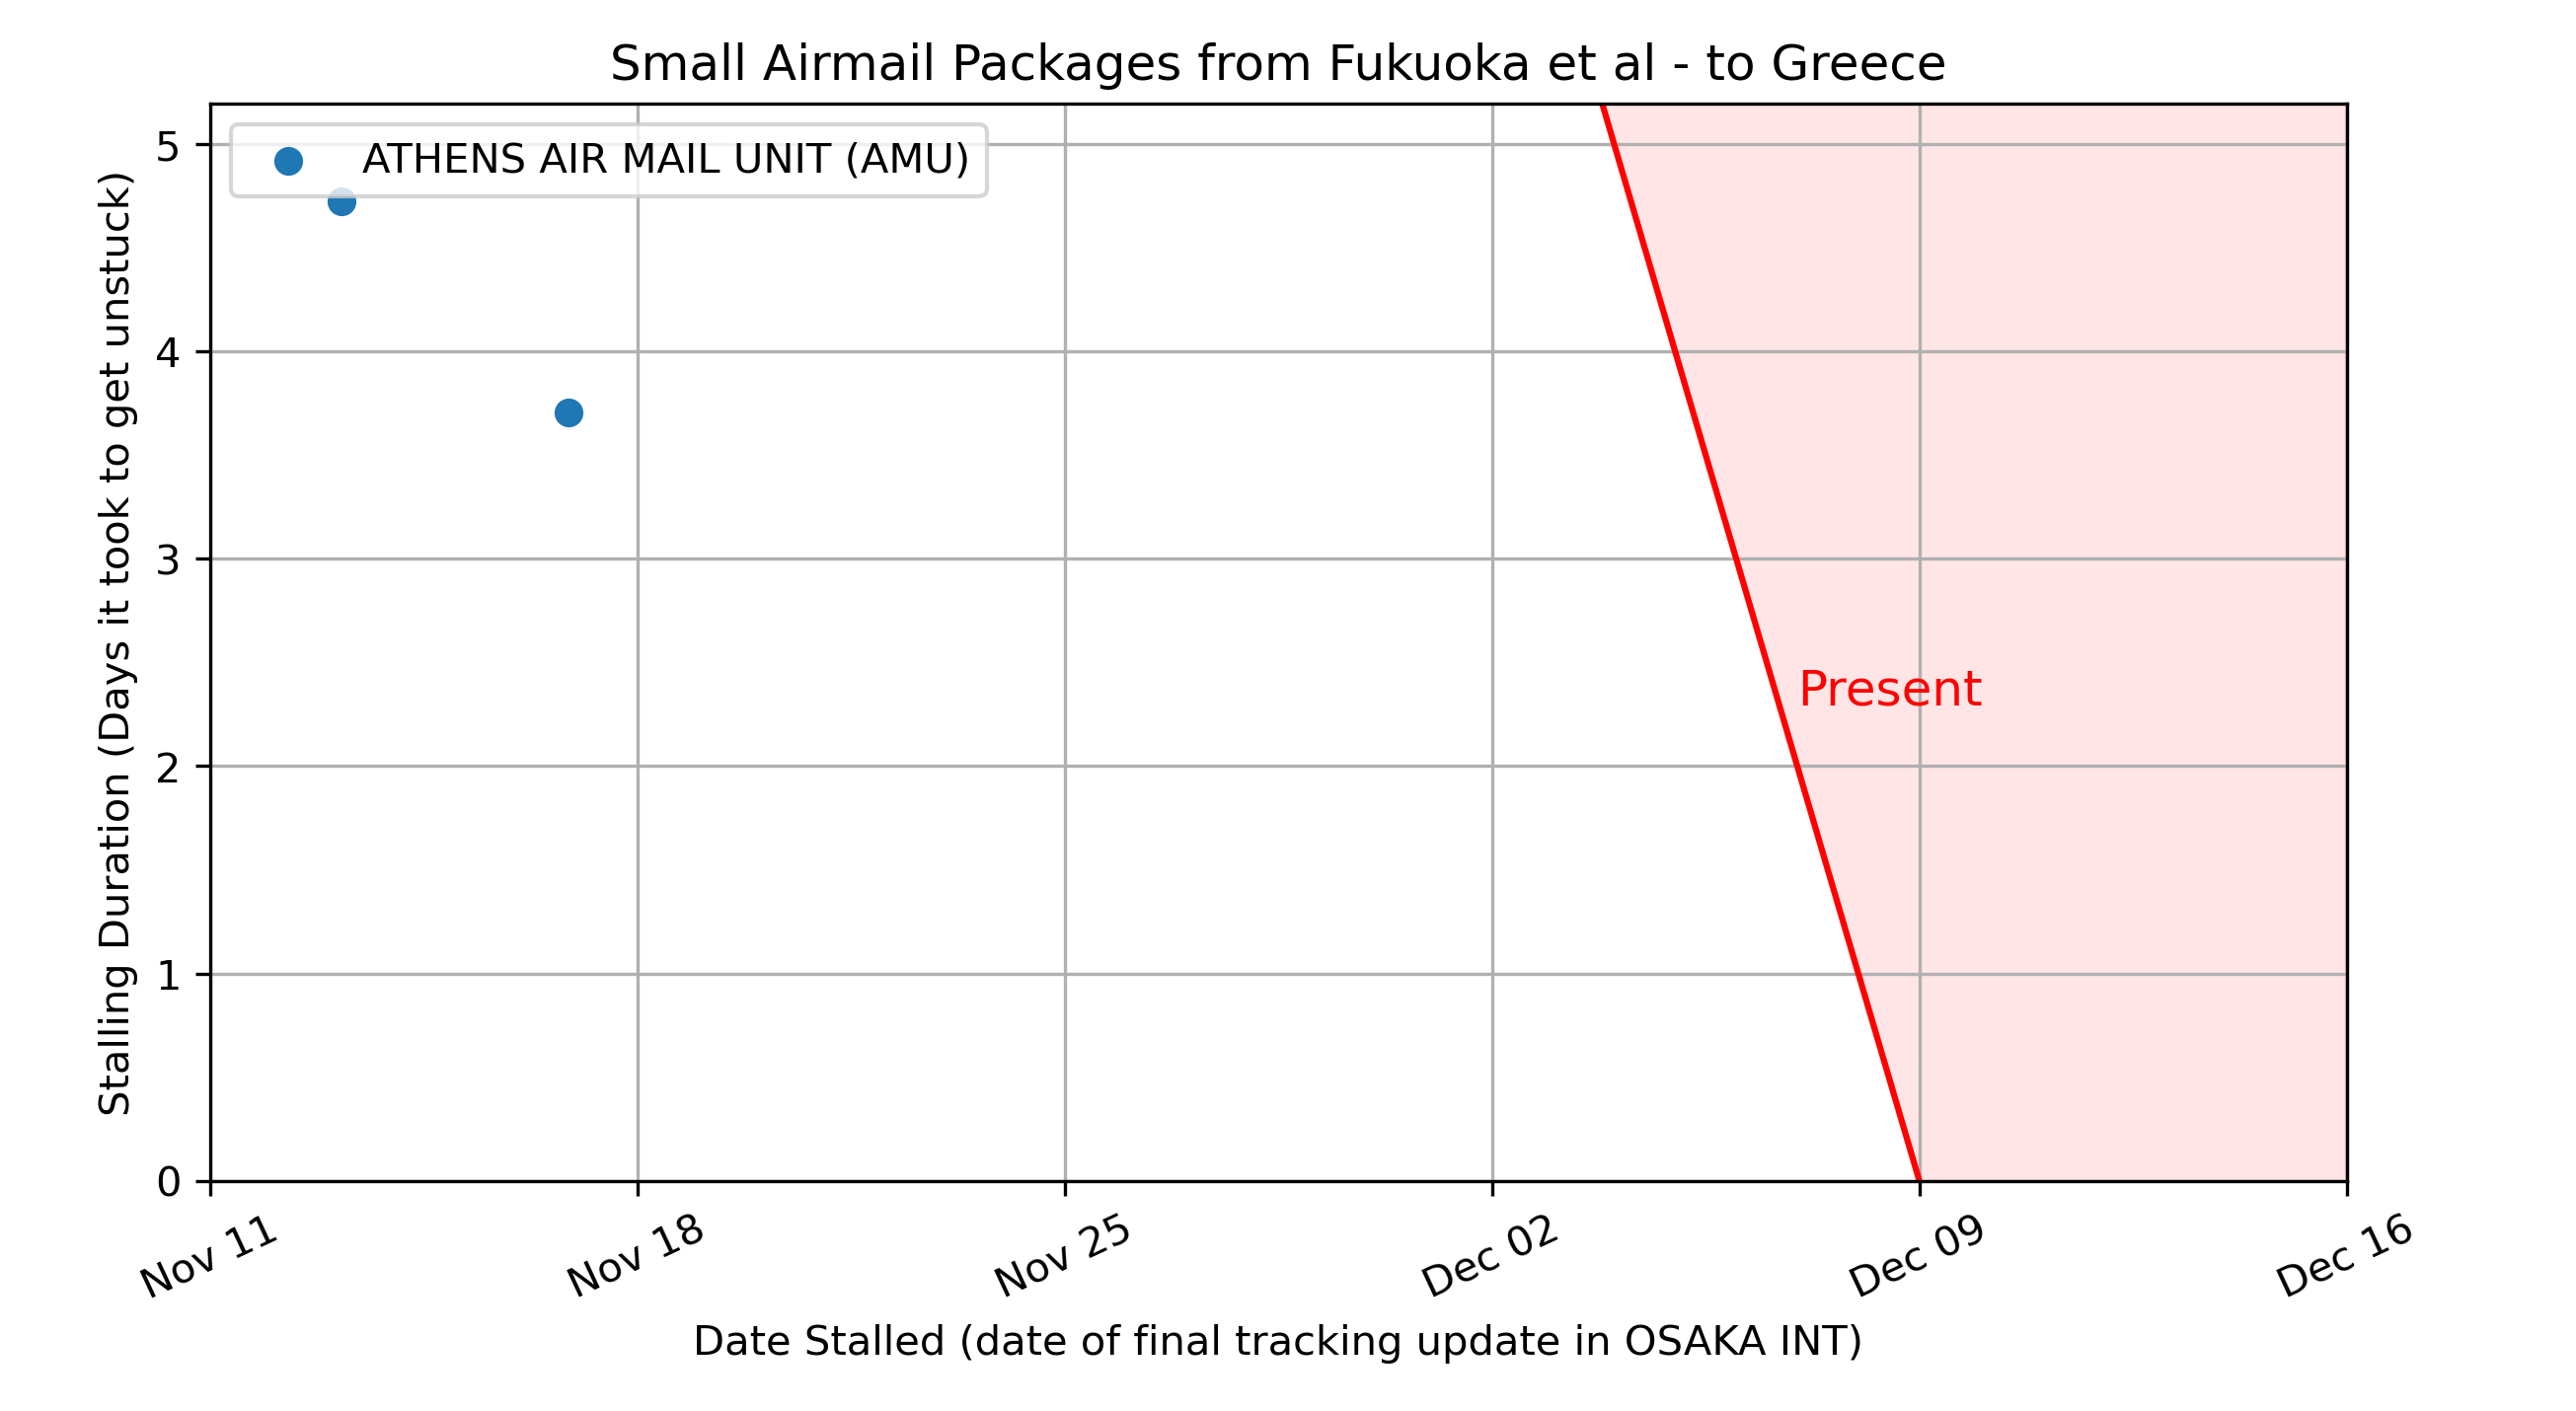 Small Airmail Packages from Fukuoka et al - to Greece
ATHENS AIR MAIL UNIT (AMU)
Stalling Duration (Days it took to get unstuck)
5
4
3
2
1
0
Present
Nov 11
Nov 18
Nov 25
Dec 02
Dec 09
Dec 16
Date Stalled (date of final tracking update in OSAKA INT)